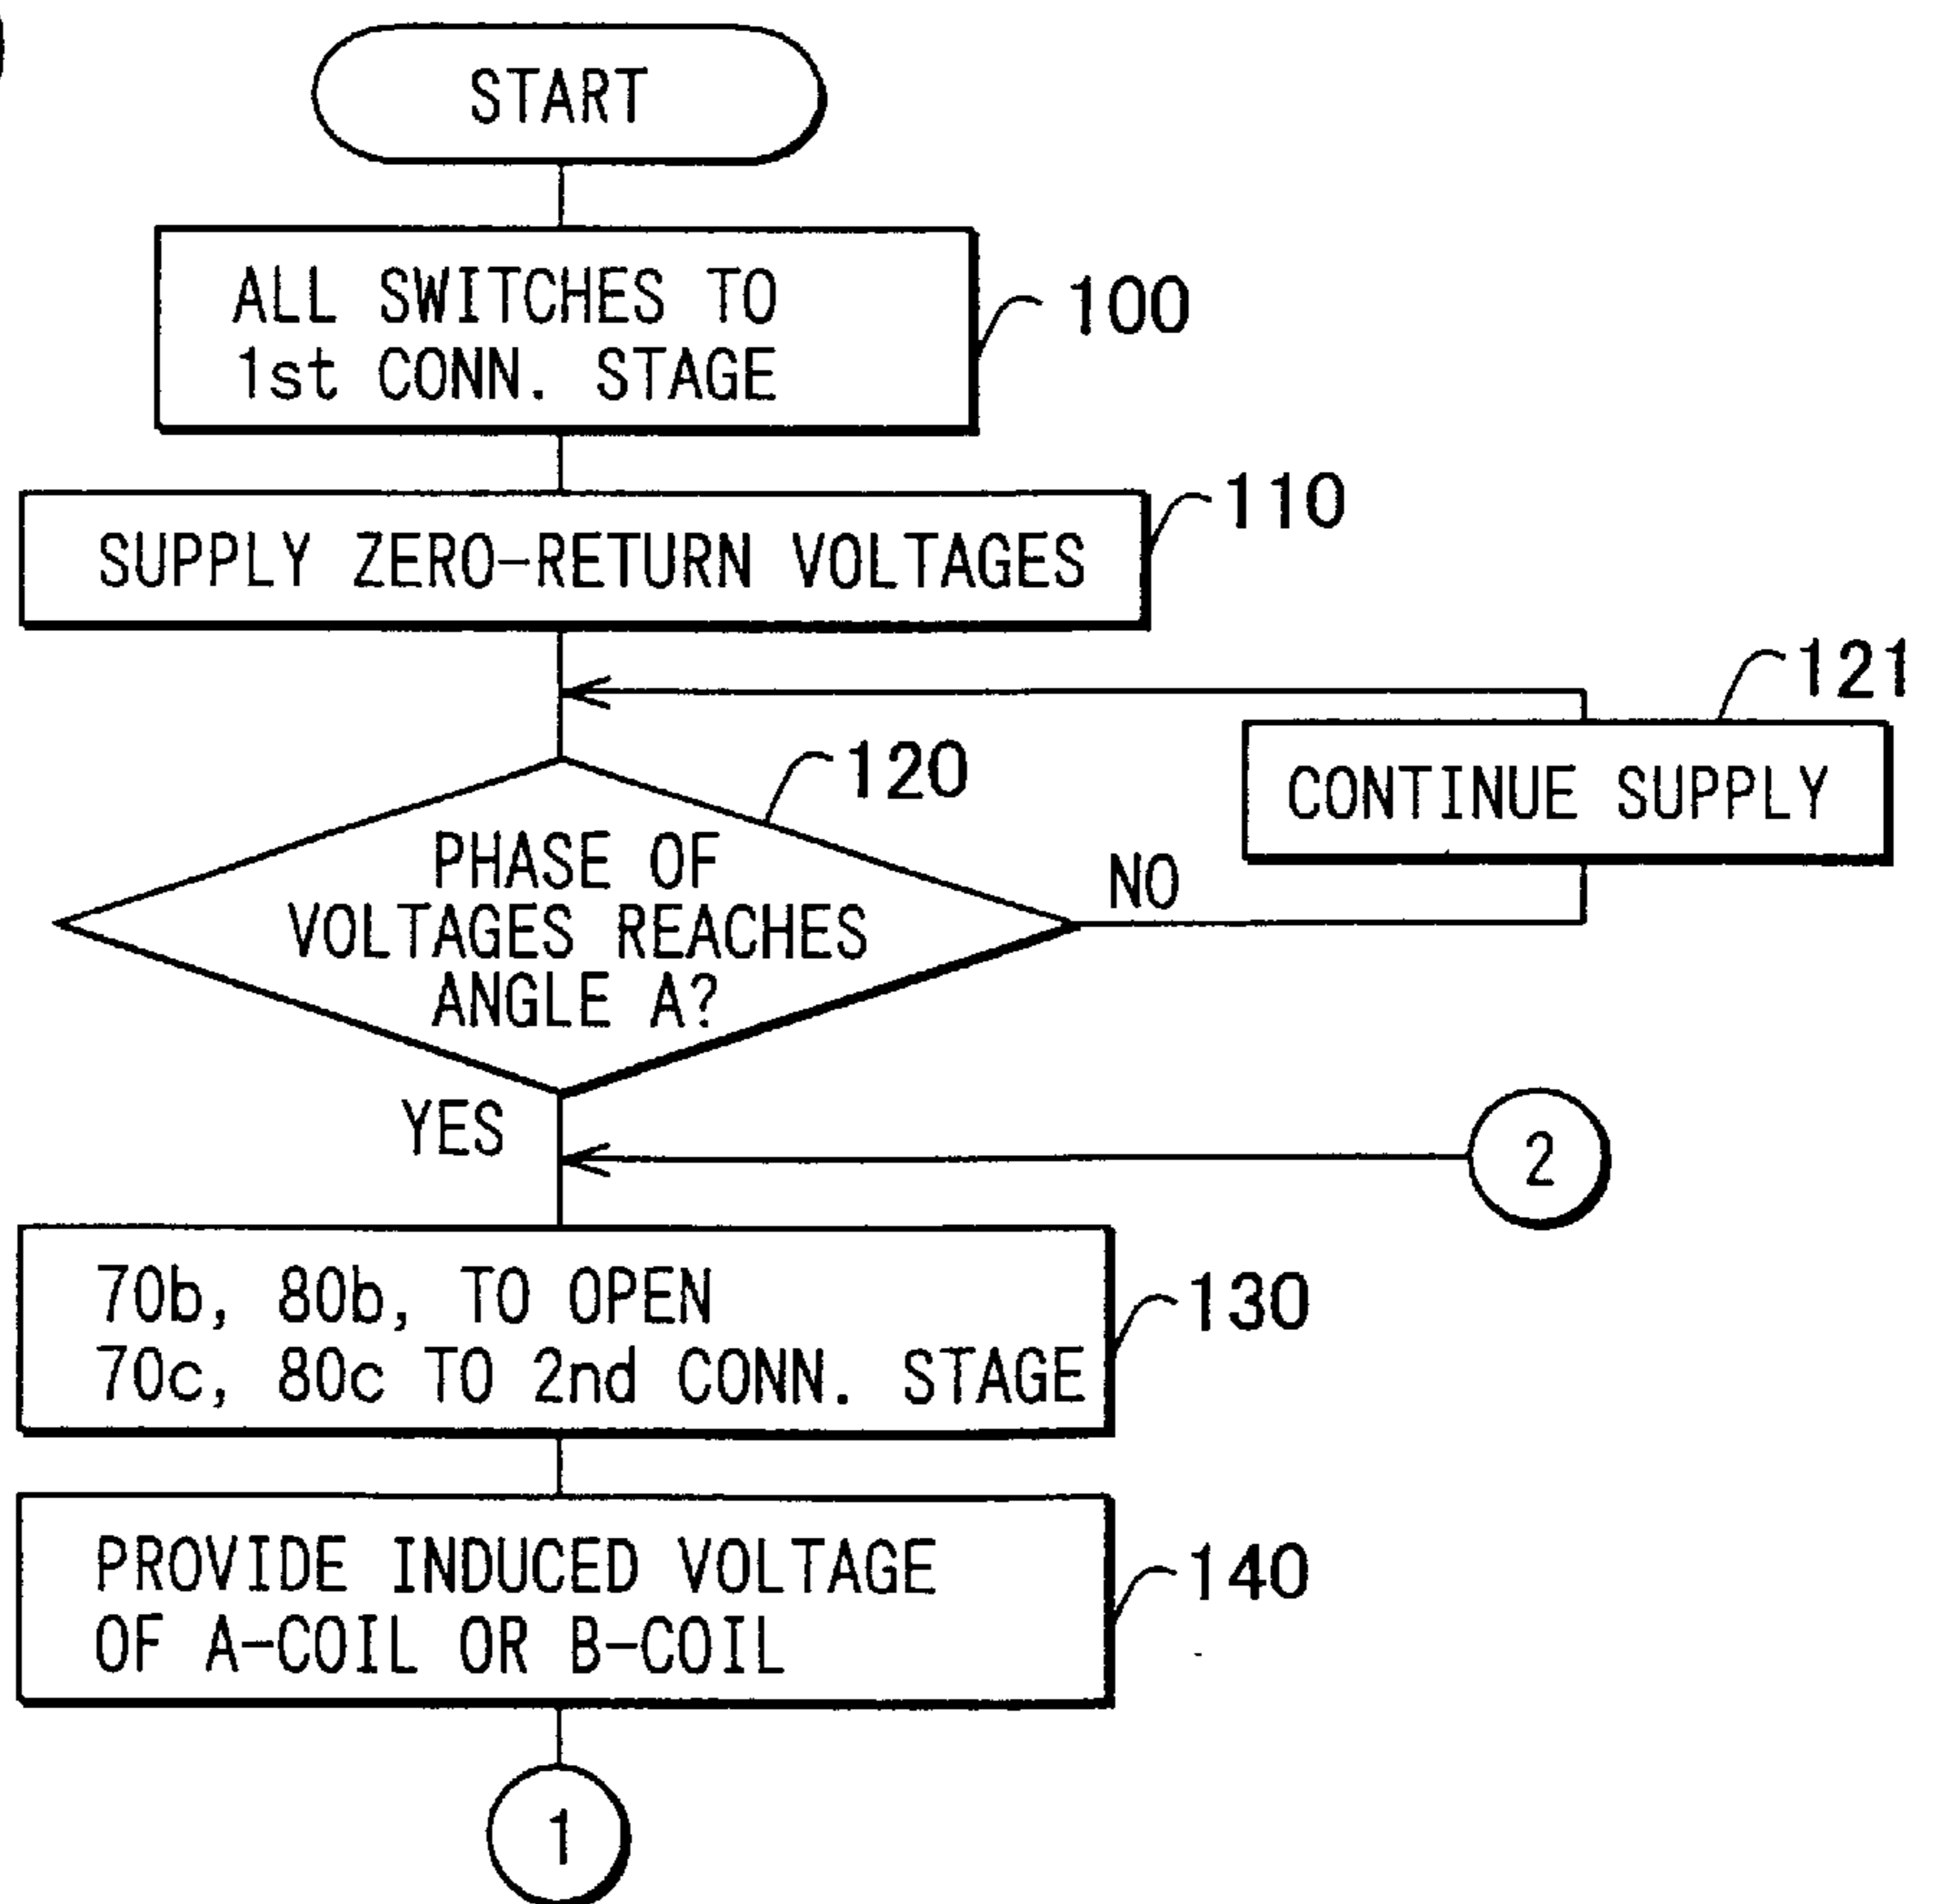 START
ALL SWITCHES TO
1st CONN. STAGE
100
SUPPLY ZERO-RETURN VOLTAGES
110
121
CONTINUE SUPPLY
120
PHASE OF
VOLTAGES REACHES
ANGLE A?
NO
YES
2
70b, 80b, TO OPEN
70c, 80c TO 2nd CONN. STAGE
130
PROVIDE INDUCED VOLTAGE
OF A-COIL OR B-COIL
140
1